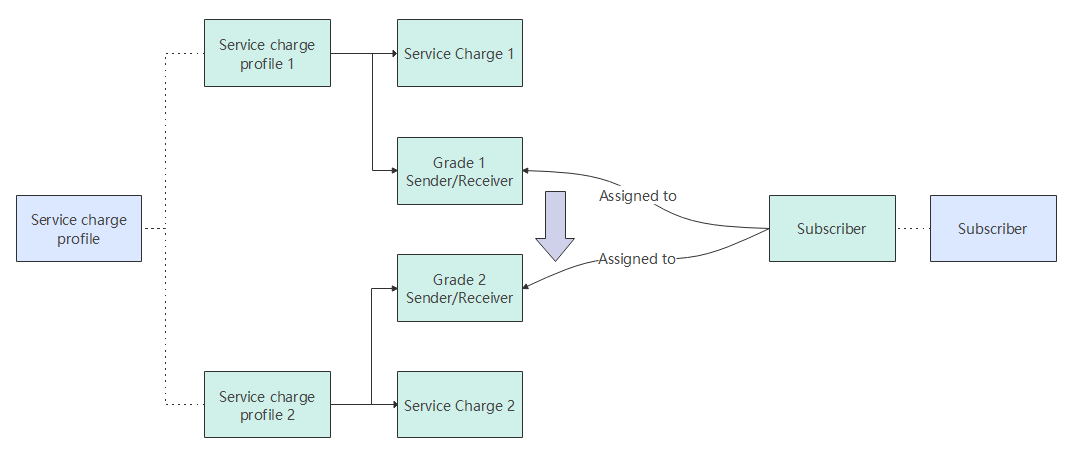 Service charge
profile 1
Service Charge 1
Grade 1
Sender/Receiver
Assigned to
Service charge
profile
Subscriber
Subscriber
Assigned to
Grade 2
Sender/Receiver
Service charge
profile 2
Service Charge 2